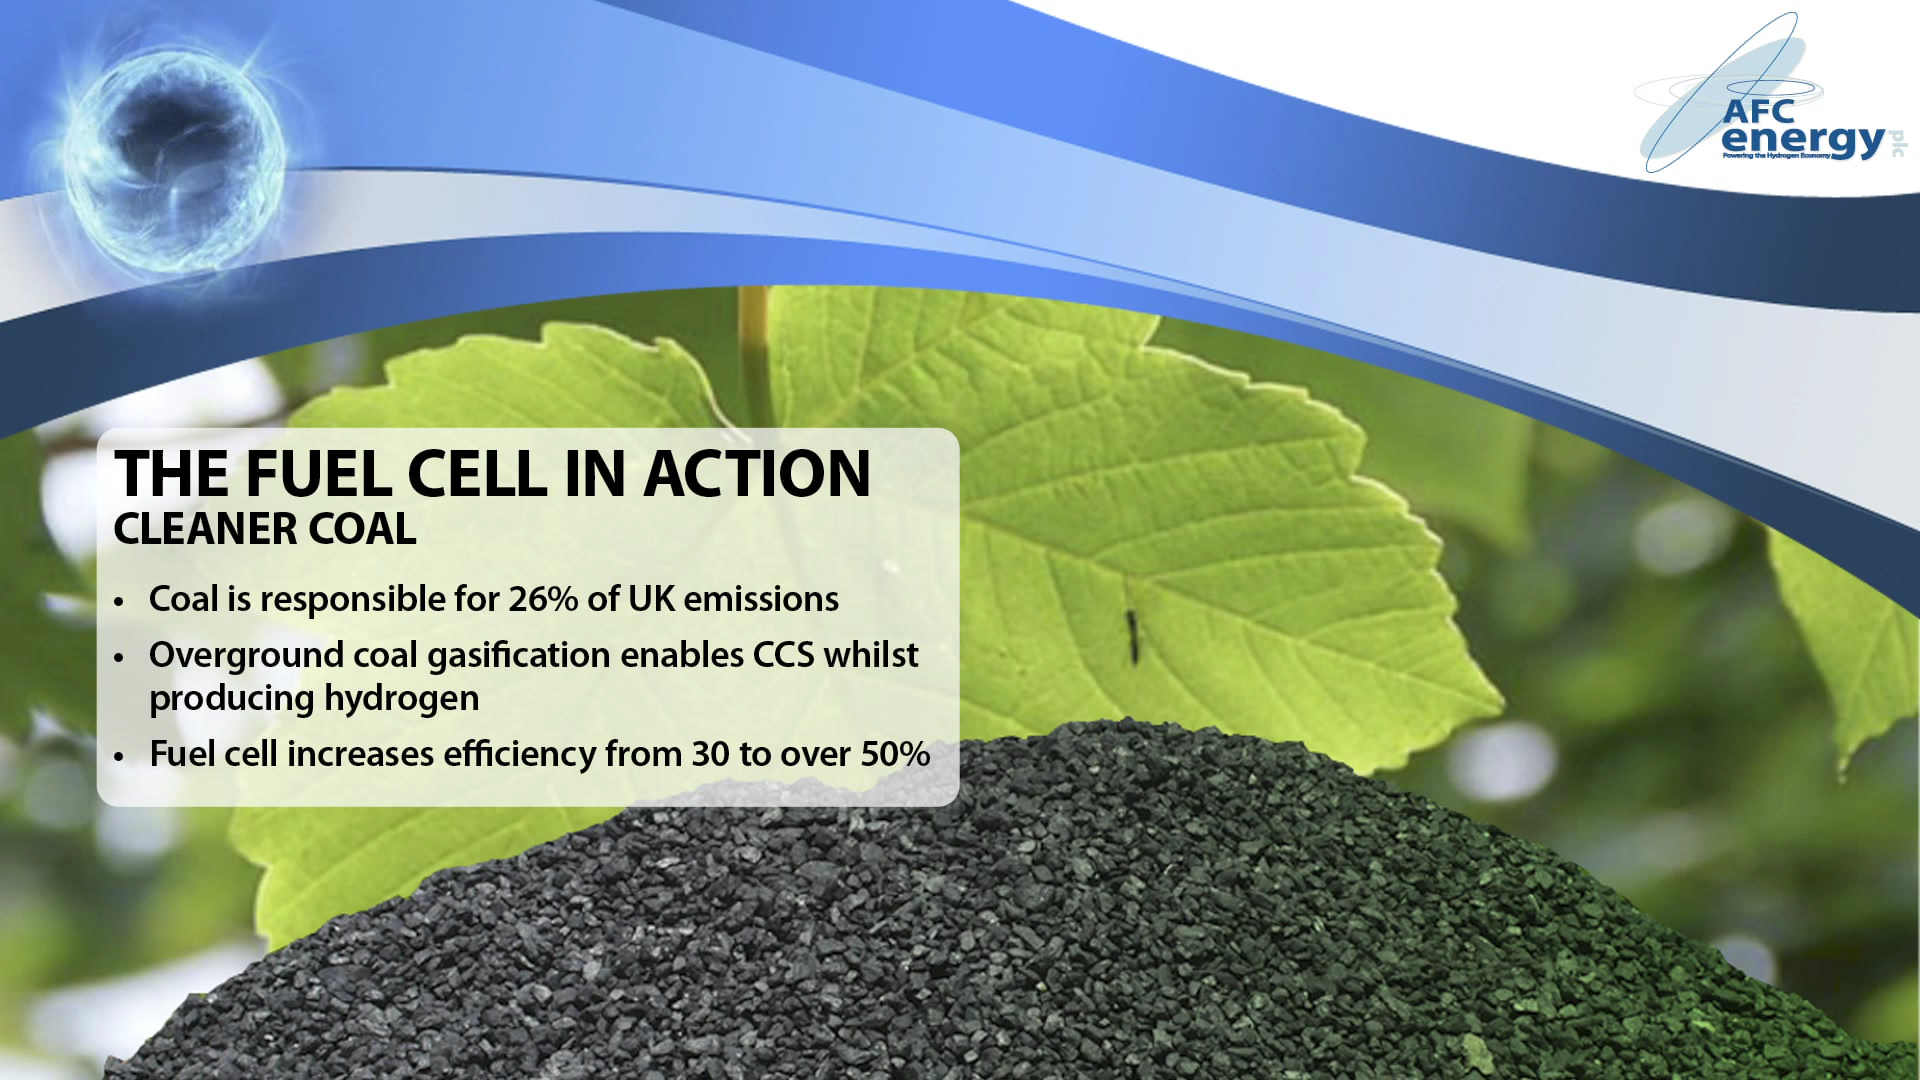 AFC
energy plc
Powering the Hydrogen Economy
THE FUEL CELL IN ACTION
CLEANER COAL
• Coal is responsible for 26% of UK emissions
• Overground coal gasification enables CCS whilst
producing hydrogen
• Fuel cell increases efficiency from 30 to over 50%